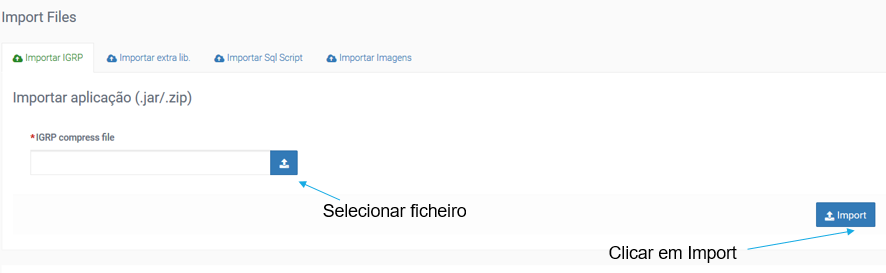 Import Files
Importar IGRP Importar extra lib. Importar Sql Script Importar Imagens
Importar aplicação (.jar/.zip)
*IGRP compress file
Selecionar ficheiro
Import
Clicar em Import